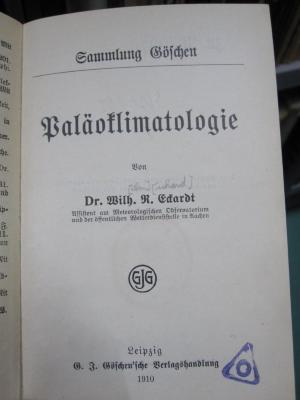 Sammlung Göschen
Paläoklimatologie
Von
Dr. Wilh. R. Eckardt
Assistent am Meteorologischen Observatorium
und der öffentlichen Wetterdienststelle in Aachen
GJG
Leipzig
G. J. Göschen'sche Verlagshandlung
1910